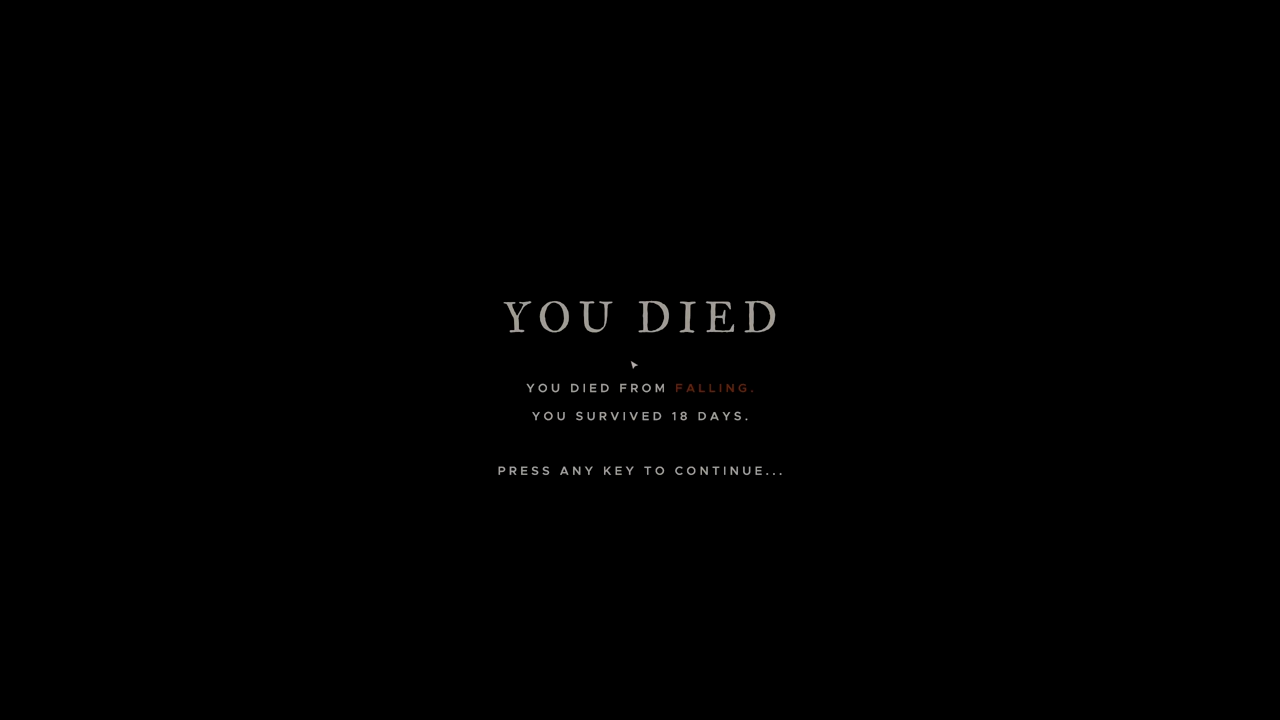 YOU DIED
YOU DIED FROM FALLING.
YOU SURVIVED 18 DAYS.
PRESS ANY KEY TO CONTINUE...